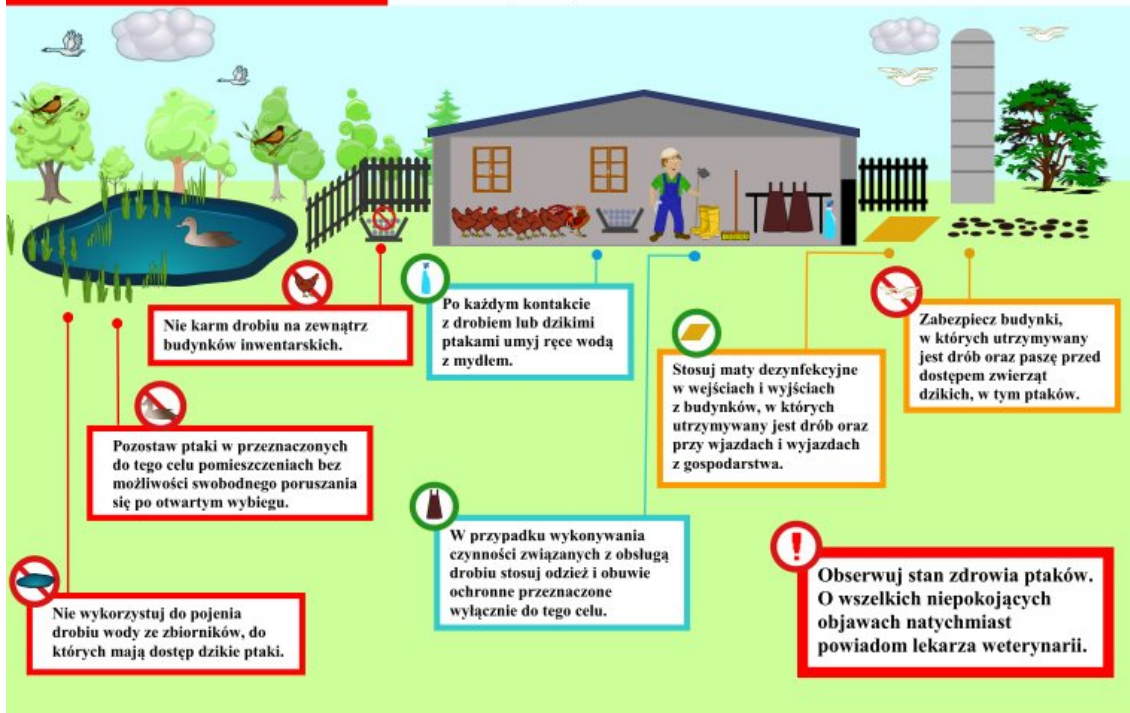 Nie karm drobiu na zewnątrz
budynków inwentarskich.
Po każdym kontakcie
z drobiem lub dzikimi
ptakami umyj ręce wodą
z mydłem.
Stosuj maty dezynfekcyjne
w wejściach i wyjściach
z budynków, w których
utrzymywany jest drób oraz
przy wjazdach i wyjazdach
z gospodarstwa.
Zabezpiecz budynki,
w których utrzymywany
jest drób oraz paszę przed
dostępem zwierząt
dzikich, w tym ptaków.
Pozostaw ptaki w przeznaczonych
do tego celu pomieszczeniach bez
możliwości swobodnego poruszania
się po otwartym wybiegu.
W przypadku wykonywania
czynności związanych z obsługą
drobiu stosuj odzież i obuwie
ochronne przeznaczone
wyłącznie do tego celu.
Nie wykorzystuj do pojenia
drobiu wody ze zbiorników, do
których mają dostęp dzikie ptaki.
!
Obserwuj stan zdrowia ptaków.
O wszelkich niepokojących
objawach natychmiast
powiadom lekarza weterynarii.